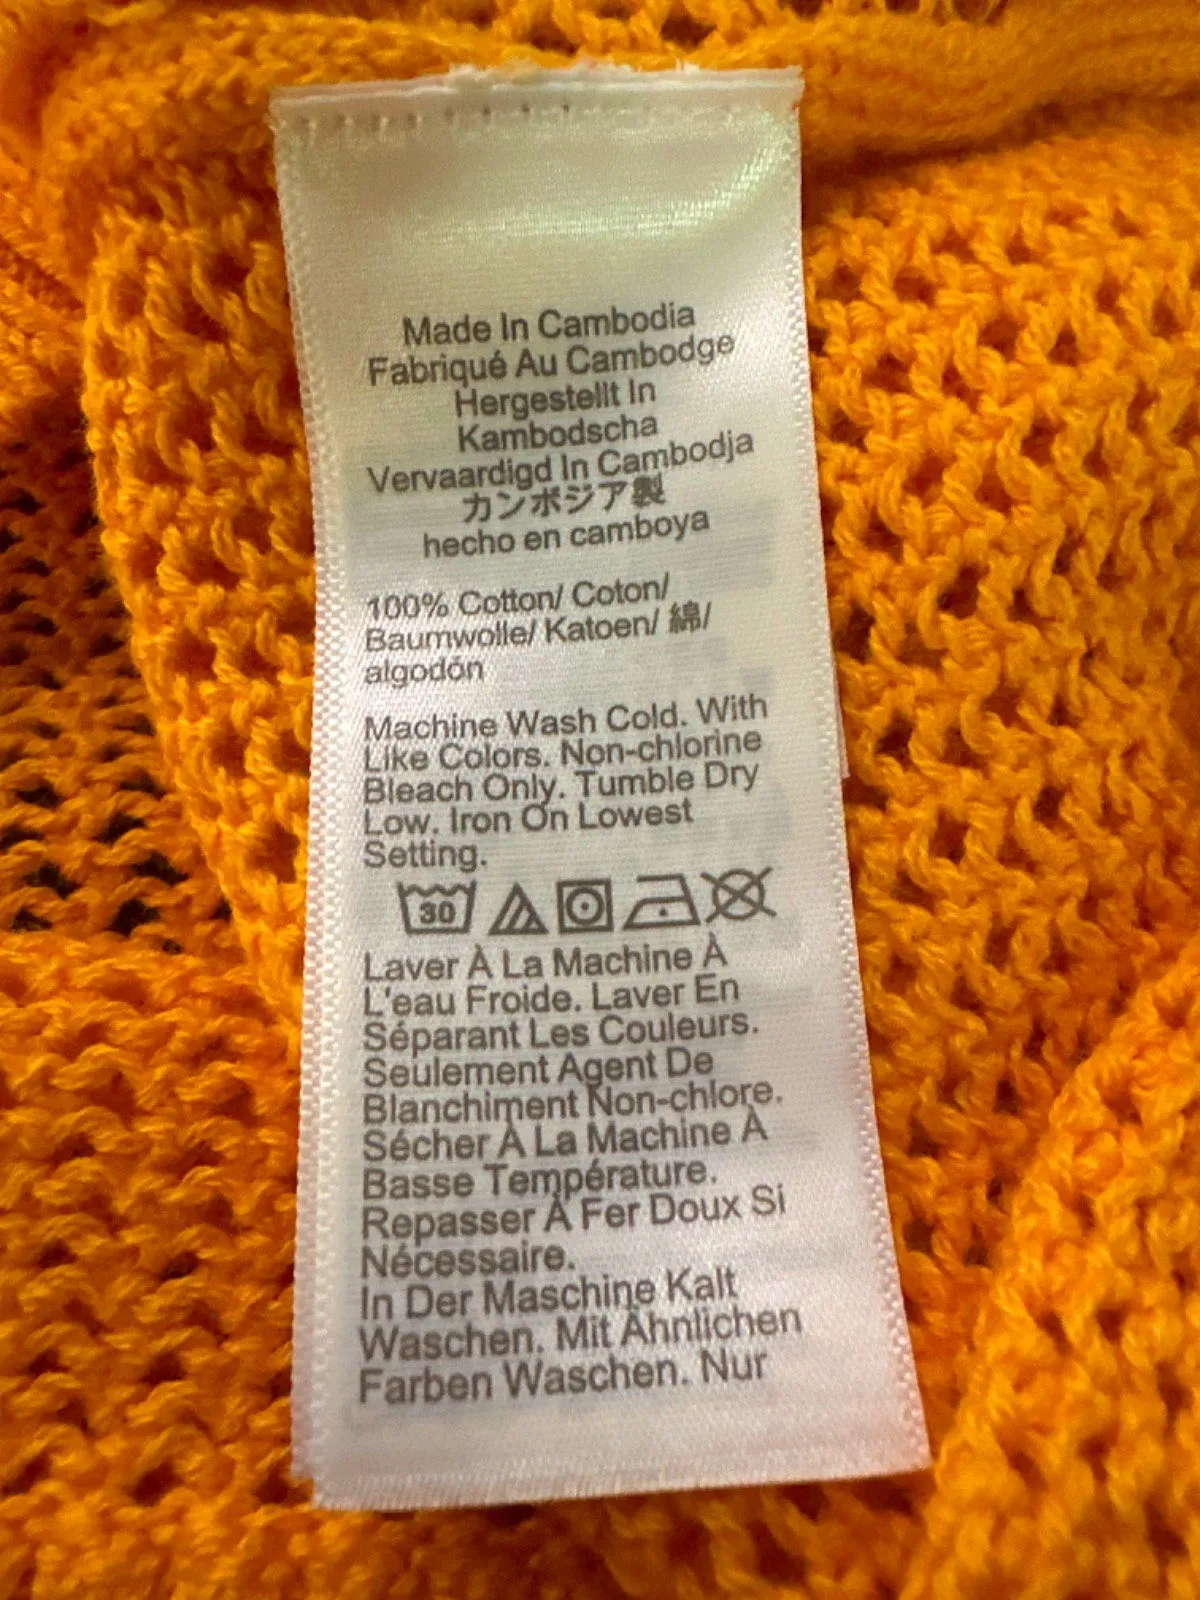 Made In Cambodia
Fabriqué Au Cambodge
Hergestellt In
Kambodscha
Vervaardigd In Cambodja
カンボジア製
hecho en camboya
100% Cotton/ Coton/
Baumwolle/ Katoen/ 綿/
algodón
Machine Wash Cold. With
Like Colors. Non-chlorine
Bleach Only. Tumble Dry
Low. Iron On Lowest
Setting.
30
Laver À La Machine À
L'eau Froide. Laver En
Séparant Les Couleurs.
Seulement Agent De
Blanchiment Non-chlore.
Sécher À La Machine À
Basse Température.
Repasser À Fer Doux Si
Nécessaire.
In Der Maschine Kalt
Waschen. Mit Ähnlichen
Farben Waschen. Nur